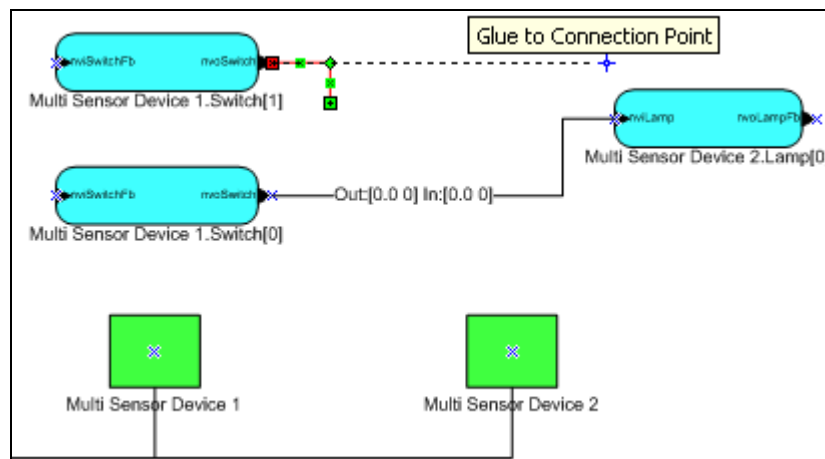 Glue to Connection Point
nviSwitchFb nvoSwitch
Multi Sensor Device 1.Switch[1]
nviLamp nvoLampFb
Multi Sensor Device 2.Lamp[0
nviSwitchFb nvoSwitch
Out:[0.0 0] In:[0.0 0]
Multi Sensor Device 1.Switch[0]
Multi Sensor Device 1
Multi Sensor Device 2